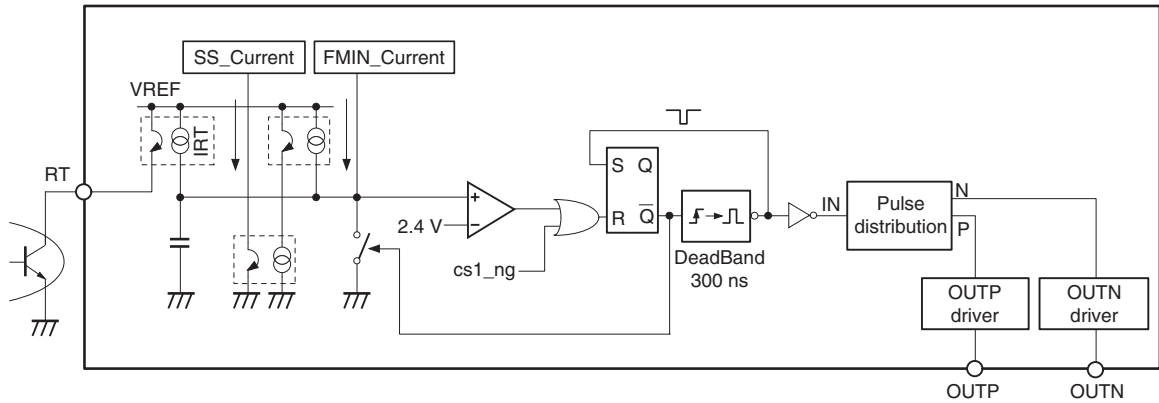 SS_Current
FMIN_Current
VREF
IRT
RT
2.4 V
cs1_ng
S Q
R Q̅
DeadBand
300 ns
IN
Pulse
distribution
N
P
OUTP
driver
OUTN
driver
OUTP
OUTN